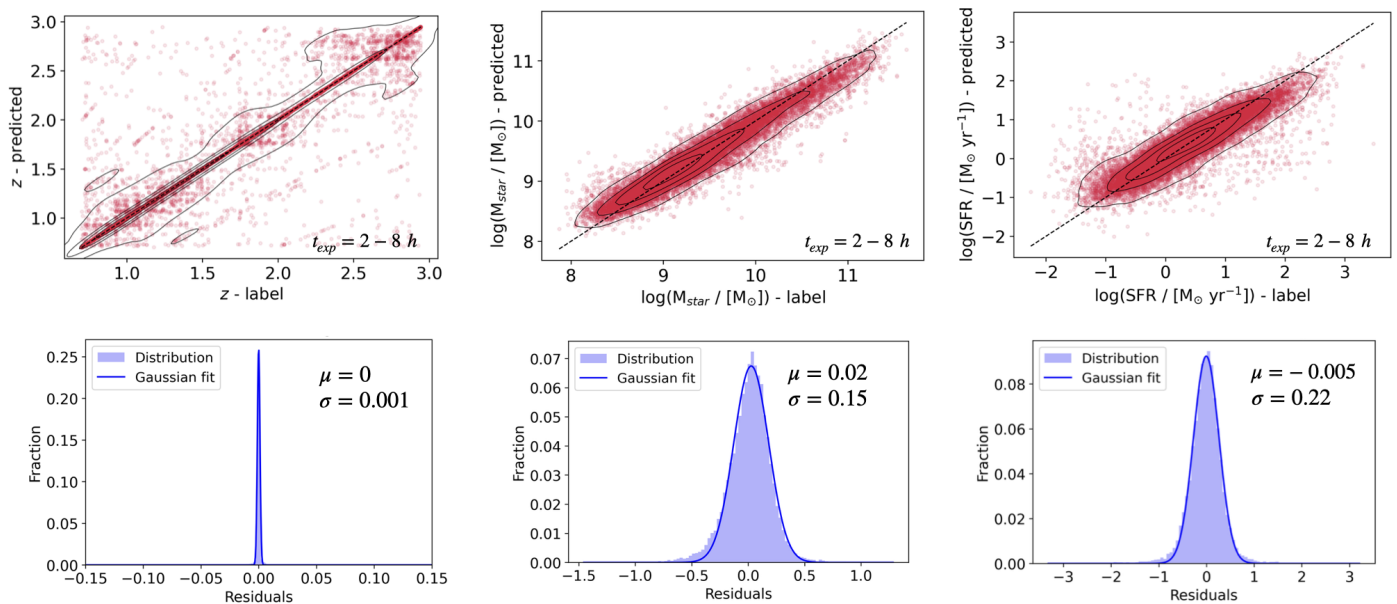 3.0
2.5
2.0
1.5
1.0
z - predicted
1.0 1.5 2.0 2.5 3.0
z - label
t_exp = 2 − 8 h
11
10
9
8
log(M_star / [M_⊙]) - predicted
8 9 10 11
log(M_star / [M_⊙]) - label
t_exp = 2 − 8 h
3
2
1
0
−1
−2
log(SFR / [M_⊙ yr⁻¹]) - predicted
−2 −1 0 1 2 3
log(SFR / [M_⊙ yr⁻¹]) - label
t_exp = 2 − 8 h
0.25
0.20
0.15
0.10
0.05
0.00
Fraction
Distribution
Gaussian fit
μ = 0
σ = 0.001
−0.15 −0.10 −0.05 0.00 0.05 0.10 0.15
Residuals
0.07
0.06
0.05
0.04
0.03
0.02
0.01
0.00
Fraction
Distribution
Gaussian fit
μ = 0.02
σ = 0.15
−1.5 −1.0 −0.5 0.0 0.5 1.0
Residuals
0.08
0.06
0.04
0.02
0.00
Fraction
Distribution
Gaussian fit
μ = − 0.005
σ = 0.22
−3 −2 −1 0 1 2 3
Residuals